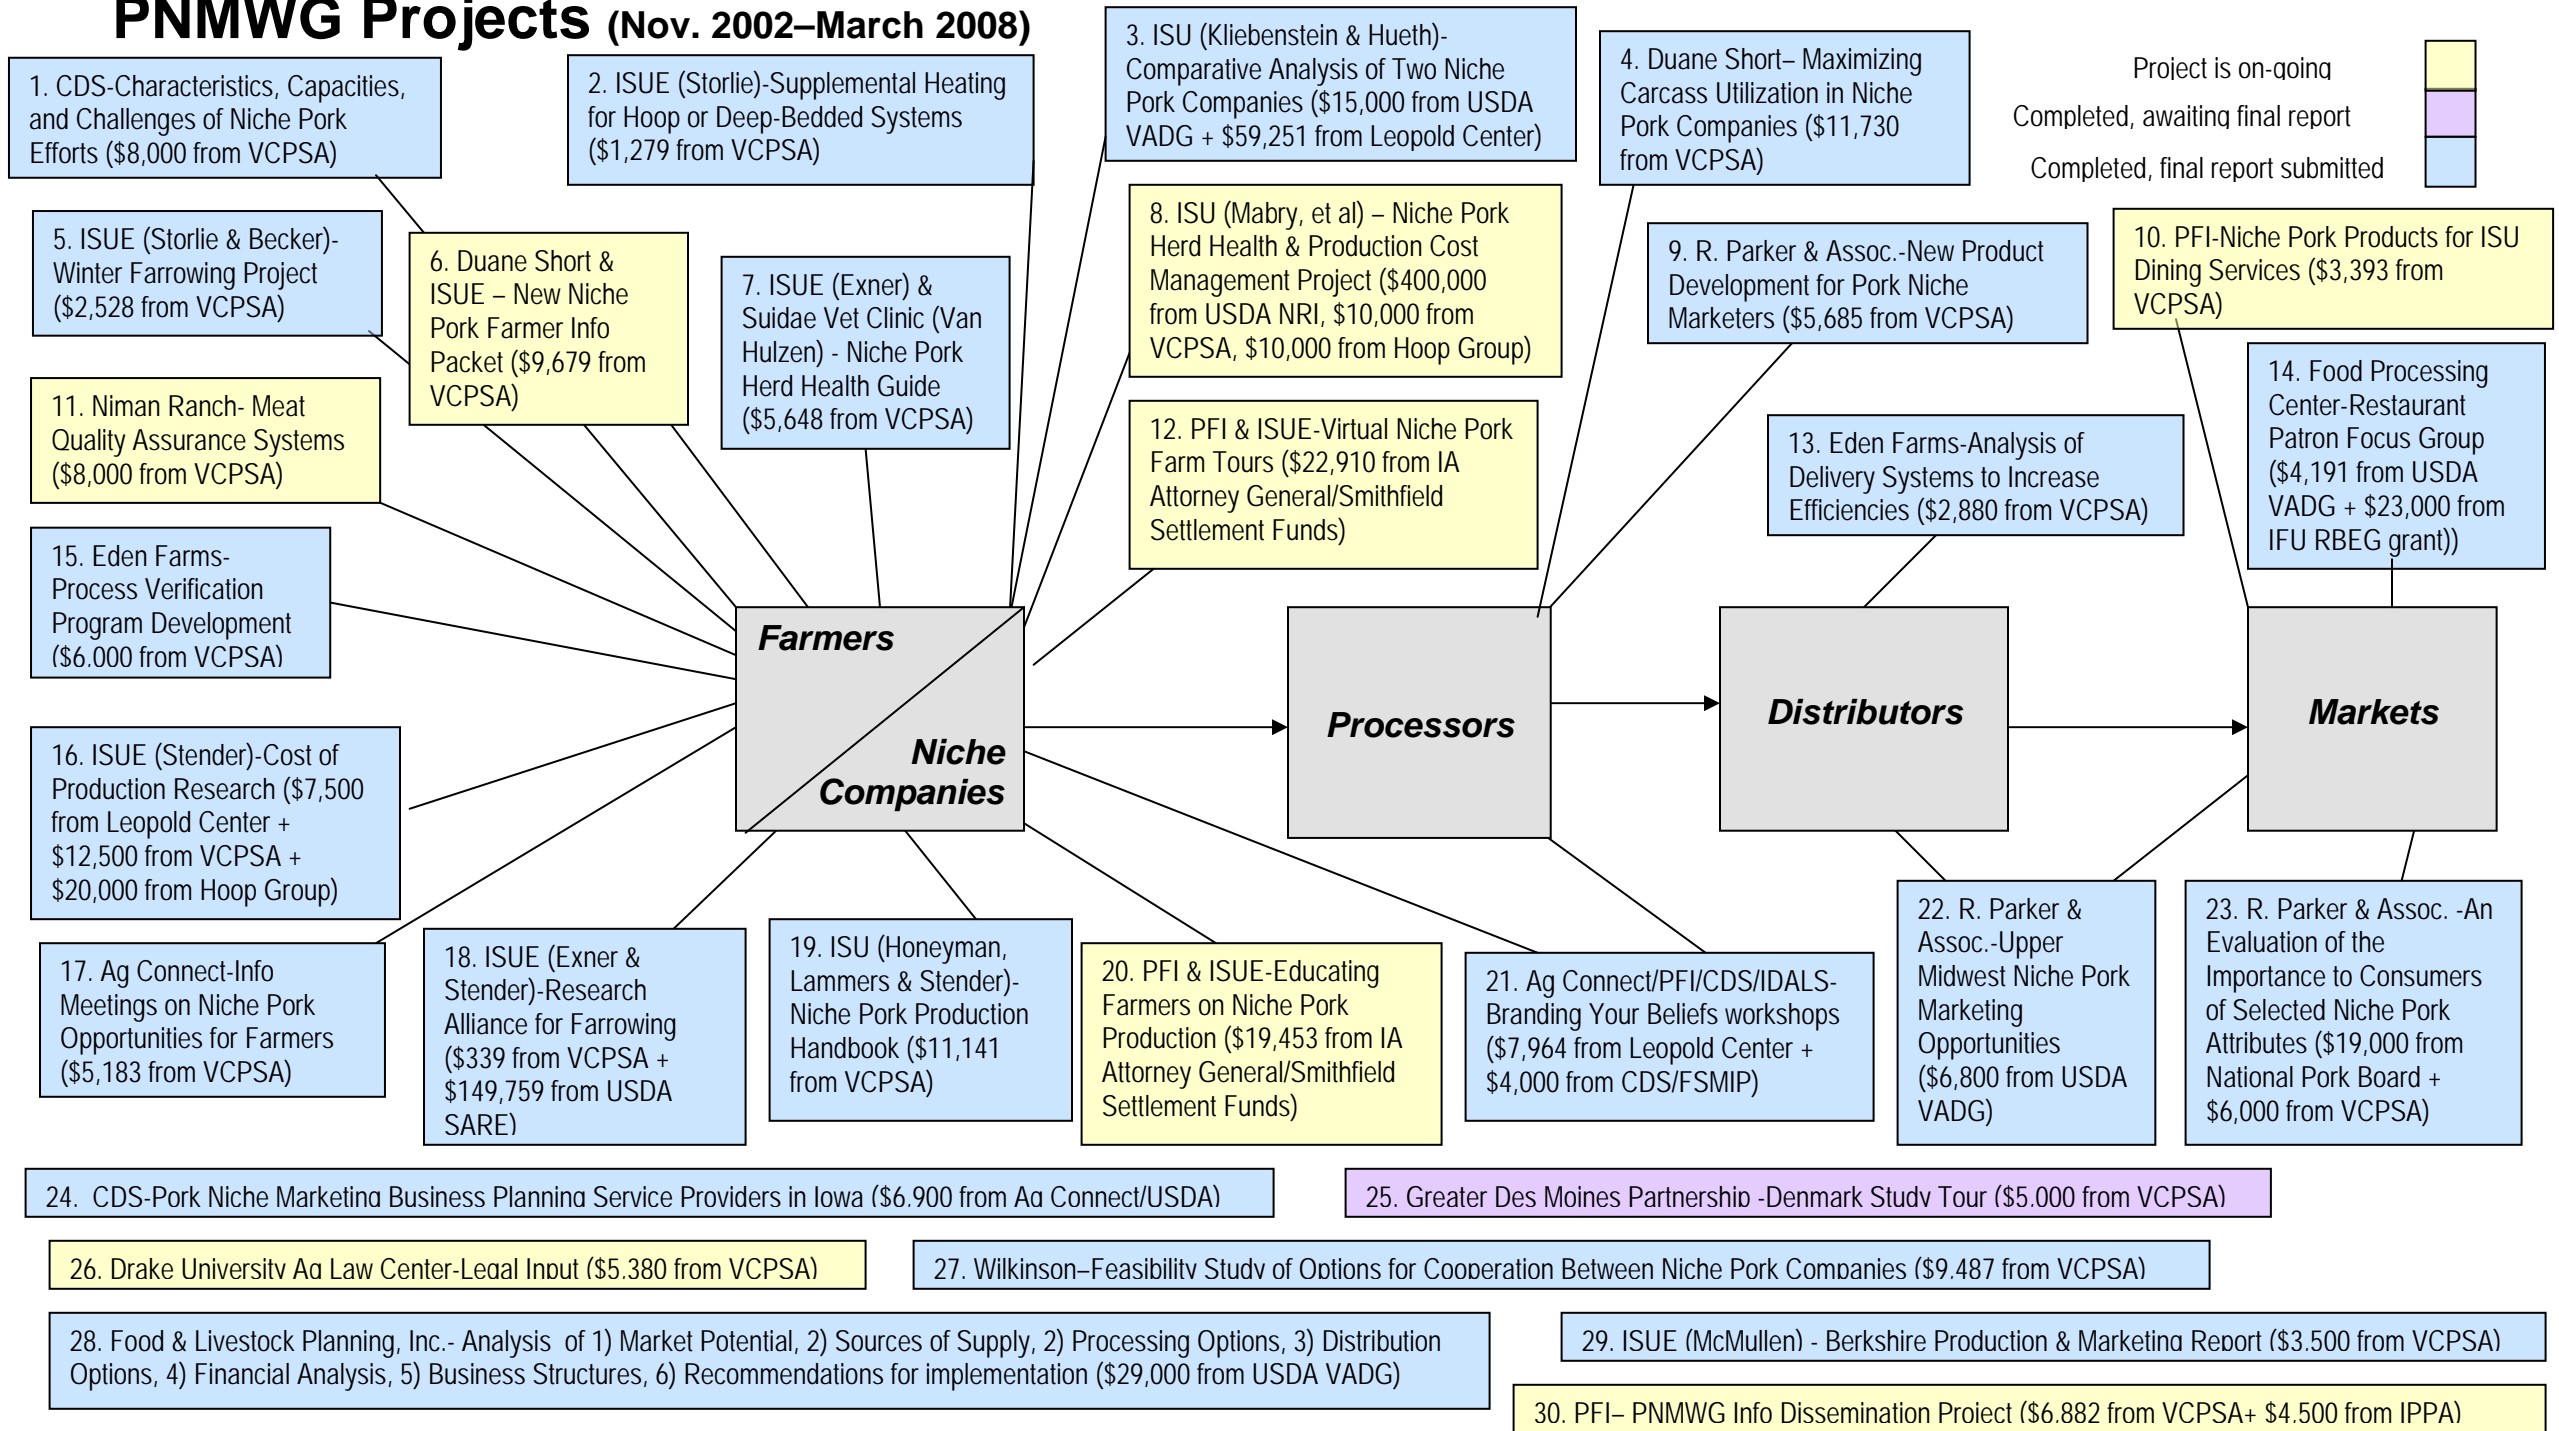 PNMWG Projects (Nov. 2002–March 2008)
1. CDS-Characteristics, Capacities,
and Challenges of Niche Pork
Efforts ($8,000 from VCPSA)
2. ISUE (Storlie)-Supplemental Heating
for Hoop or Deep-Bedded Systems
($1,279 from VCPSA)
3. ISU (Kliebenstein & Hueth)-
Comparative Analysis of Two Niche
Pork Companies ($15,000 from USDA
VADG + $59,251 from Leopold Center)
4. Duane Short– Maximizing
Carcass Utilization in Niche
Pork Companies ($11,730
from VCPSA)
Project is on-going
Completed, awaiting final report
Completed, final report submitted
5. ISUE (Storlie & Becker)-
Winter Farrowing Project
($2,528 from VCPSA)
6. Duane Short &
ISUE – New Niche
Pork Farmer Info
Packet ($9,679 from
VCPSA)
7. ISUE (Exner) &
Suidae Vet Clinic (Van
Hulzen) - Niche Pork
Herd Health Guide
($5,648 from VCPSA)
8. ISU (Mabry, et al) – Niche Pork
Herd Health & Production Cost
Management Project ($400,000
from USDA NRI, $10,000 from
VCPSA, $10,000 from Hoop Group)
9. R. Parker & Assoc.-New Product
Development for Pork Niche
Marketers ($5,685 from VCPSA)
10. PFI-Niche Pork Products for ISU
Dining Services ($3,393 from
VCPSA)
11. Niman Ranch- Meat
Quality Assurance Systems
($8,000 from VCPSA)
12. PFI & ISUE-Virtual Niche Pork
Farm Tours ($22,910 from IA
Attorney General/Smithfield
Settlement Funds)
13. Eden Farms-Analysis of
Delivery Systems to Increase
Efficiencies ($2,880 from VCPSA)
14. Food Processing
Center-Restaurant
Patron Focus Group
($4,191 from USDA
VADG + $23,000 from
IFU RBEG grant))
15. Eden Farms-
Process Verification
Program Development
($6,000 from VCPSA)
Farmers
Niche
Companies
Processors
Distributors
Markets
16. ISUE (Stender)-Cost of
Production Research ($7,500
from Leopold Center +
$12,500 from VCPSA +
$20,000 from Hoop Group)
17. Ag Connect-Info
Meetings on Niche Pork
Opportunities for Farmers
($5,183 from VCPSA)
18. ISUE (Exner &
Stender)-Research
Alliance for Farrowing
($339 from VCPSA +
$149,759 from USDA
SARE)
19. ISU (Honeyman,
Lammers & Stender)-
Niche Pork Production
Handbook ($11,141
from VCPSA)
20. PFI & ISUE-Educating
Farmers on Niche Pork
Production ($19,453 from IA
Attorney General/Smithfield
Settlement Funds)
21. Ag Connect/PFI/CDS/IDALS-
Branding Your Beliefs workshops
($7,964 from Leopold Center +
$4,000 from CDS/FSMIP)
22. R. Parker &
Assoc.-Upper
Midwest Niche Pork
Marketing
Opportunities
($6,800 from USDA
VADG)
23. R. Parker & Assoc. -An
Evaluation of the
Importance to Consumers
of Selected Niche Pork
Attributes ($19,000 from
National Pork Board +
$6,000 from VCPSA)
24. CDS-Pork Niche Marketing Business Planning Service Providers in Iowa ($6,900 from Ag Connect/USDA)
25. Greater Des Moines Partnership -Denmark Study Tour ($5,000 from VCPSA)
26. Drake University Ag Law Center-Legal Input ($5,380 from VCPSA)
27. Wilkinson–Feasibility Study of Options for Cooperation Between Niche Pork Companies ($9,487 from VCPSA)
28. Food & Livestock Planning, Inc.- Analysis of 1) Market Potential, 2) Sources of Supply, 2) Processing Options, 3) Distribution
Options, 4) Financial Analysis, 5) Business Structures, 6) Recommendations for implementation ($29,000 from USDA VADG)
29. ISUE (McMullen) - Berkshire Production & Marketing Report ($3,500 from VCPSA)
30. PFI– PNMWG Info Dissemination Project ($6,882 from VCPSA+ $4,500 from IPPA)